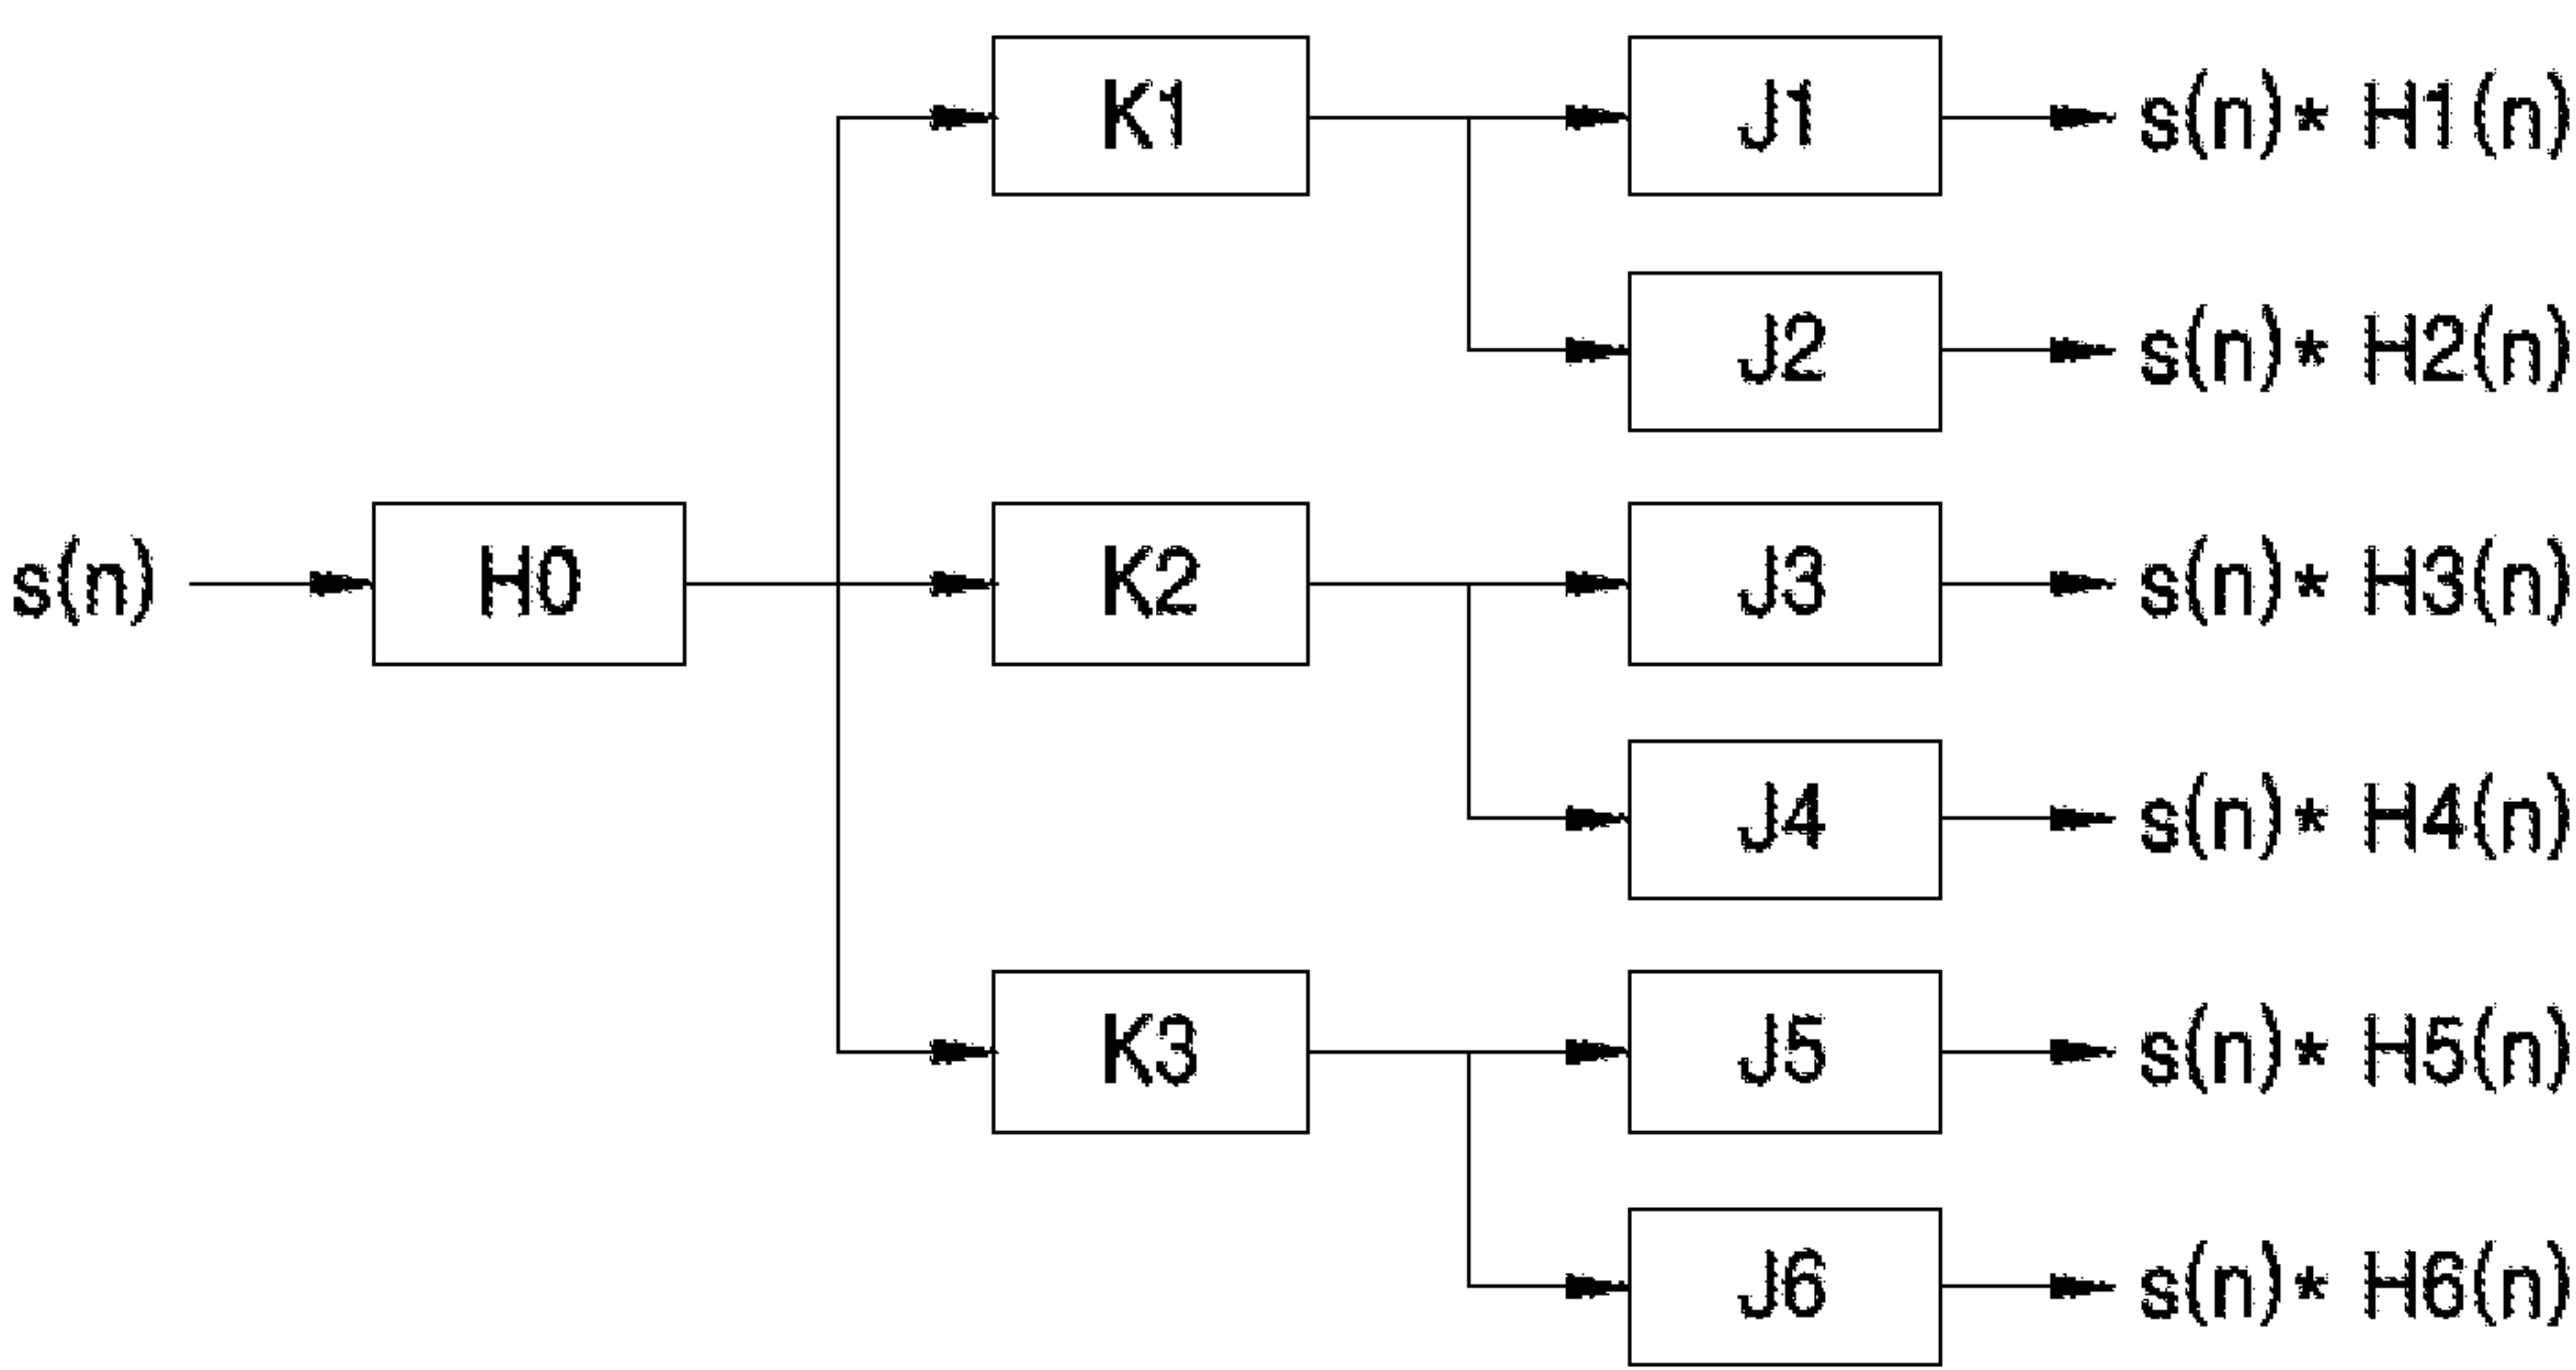 K1 J1 s(n)* H1(n)
J2 s(n)* H2(n)
s(n) H0 K2 J3 s(n)* H3(n)
J4 s(n)* H4(n)
K3 J5 s(n)* H5(n)
J6 s(n)* H6(n)